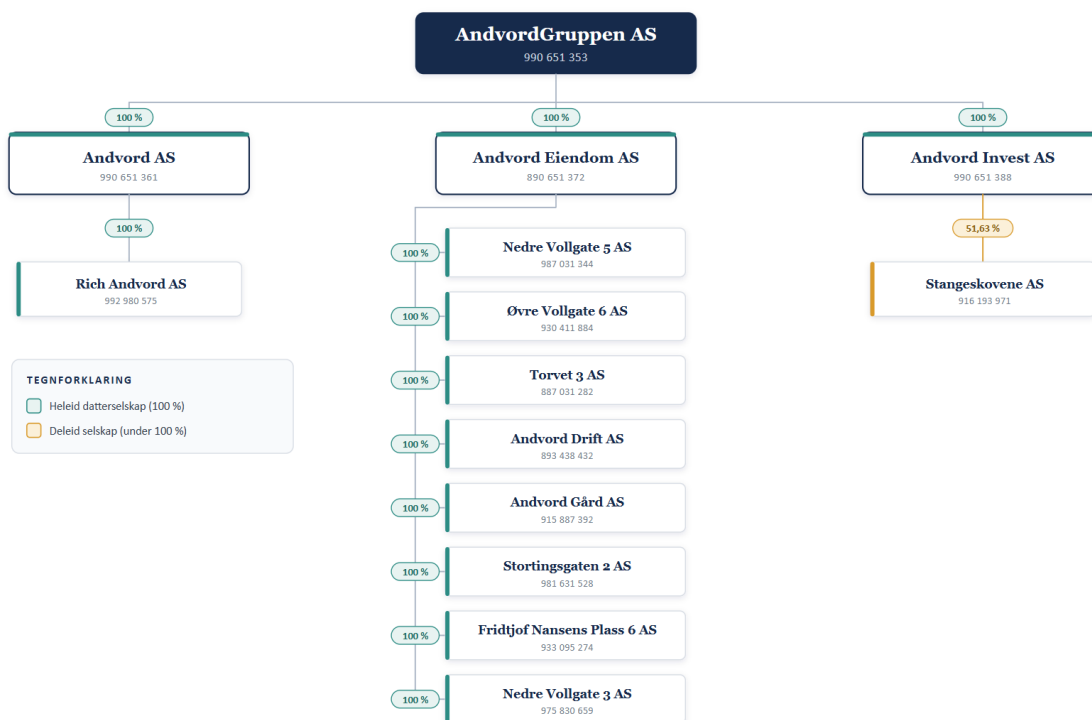 AndvordGruppen AS
990 651 353
100 %
100 %
100 %
Andvord AS
990 651 361
Andvord Eiendom AS
890 651 372
Andvord Invest AS
990 651 388
100 %
Rich Andvord AS
992 980 575
51,63 %
Stangeskovene AS
916 193 971
100 %
Nedre Vollgate 5 AS
987 031 344
100 %
Øvre Vollgate 6 AS
930 411 884
100 %
Torvet 3 AS
887 031 282
100 %
Andvord Drift AS
893 438 432
100 %
Andvord Gård AS
915 887 392
100 %
Stortingsgaten 2 AS
981 631 528
100 %
Fridtjof Nansens Plass 6 AS
933 095 274
100 %
Nedre Vollgate 3 AS
975 830 659
TEGNFORKLARING
Heleid datterselskap (100 %)
Deleid selskap (under 100 %)